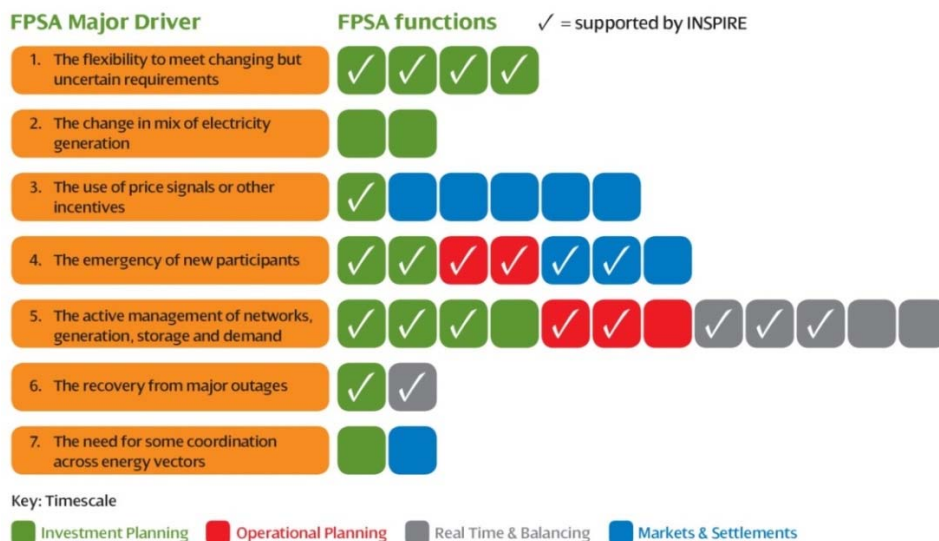 FPSA Major Driver
FPSA functions
✓ = supported by INSPIRE
1. The flexibility to meet changing but
uncertain requirements
2. The change in mix of electricity
generation
3. The use of price signals or other
incentives
4. The emergency of new participants
5. The active management of networks,
generation, storage and demand
6. The recovery from major outages
7. The need for some coordination
across energy vectors
Key: Timescale
Investment Planning
Operational Planning
Real Time & Balancing
Markets & Settlements